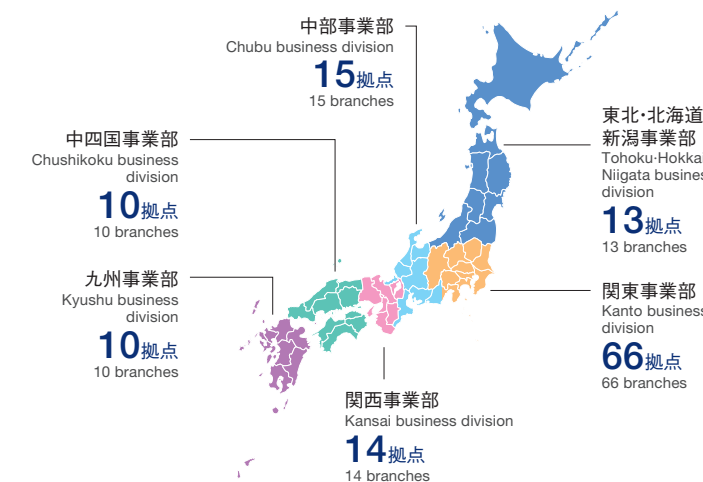 中部事業部
Chubu business division
15拠点
15 branches
中四国事業部
Chushikoku business
division
10拠点
10 branches
九州事業部
Kyushu business
division
10拠点
10 branches
東北・北海道
新潟事業部
Tohoku·Hokka
Niigata busines
division
13拠点
13 branches
関東事業部
Kanto business
division
66拠点
66 branches
関西事業部
Kansai business division
14拠点
14 branches